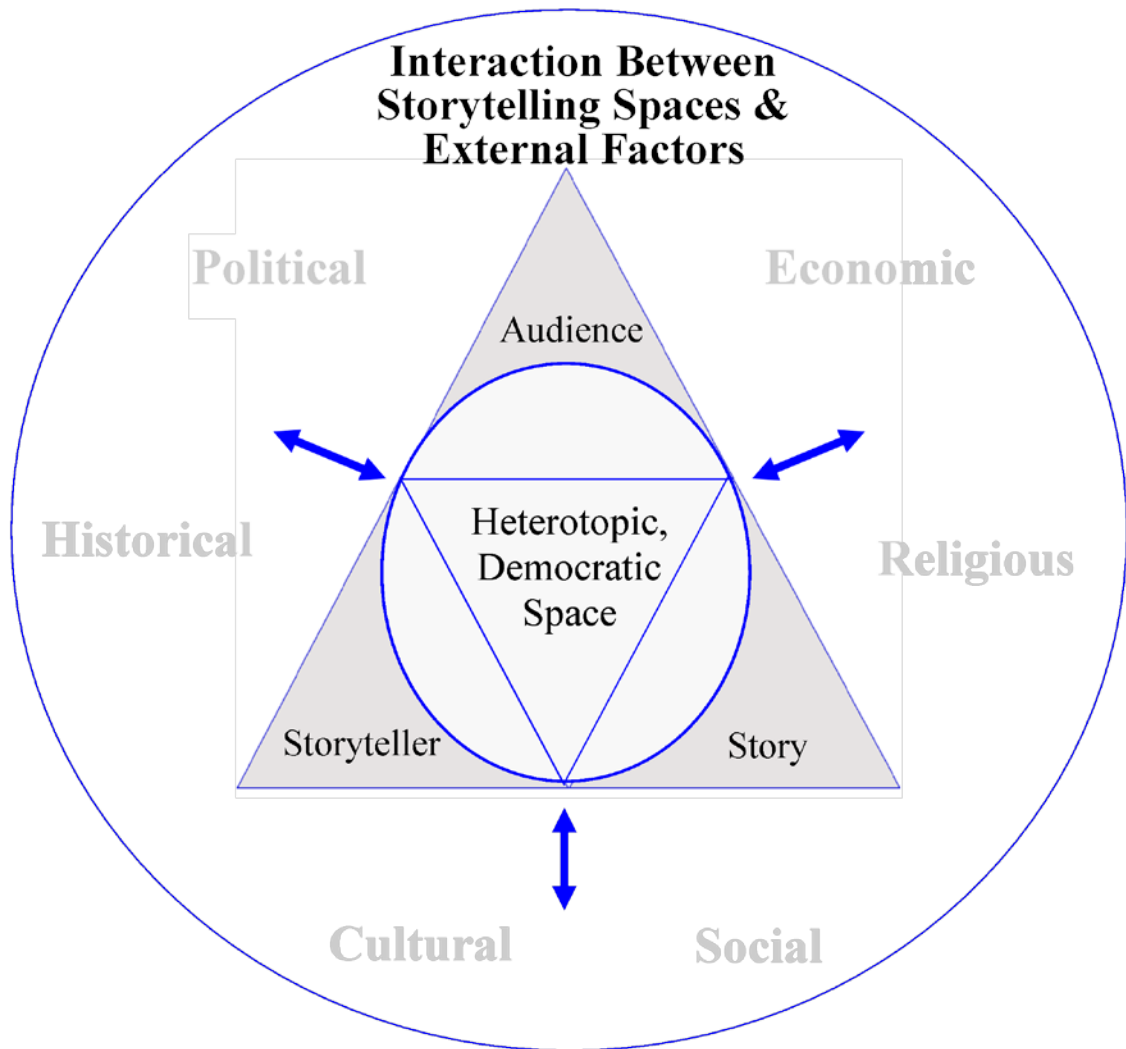 Interaction Between
Storytelling Spaces &
External Factors
Political
Economic
Audience
Historical
Heterotopic,
Democratic
Space
Religious
Storyteller
Story
Cultural
Social